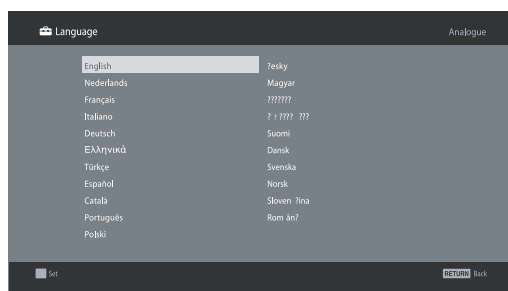 Language
Analogue
English
Nederlands
Français
Italiano
Deutsch
Ελληνικά
Türkçe
Español
Català
Português
Polski
?esky
Magyar
???????
? т ???? ???
Suomi
Dansk
Svenska
Norsk
Sloven ?ina
Rom ân?
Set
RETURN Back